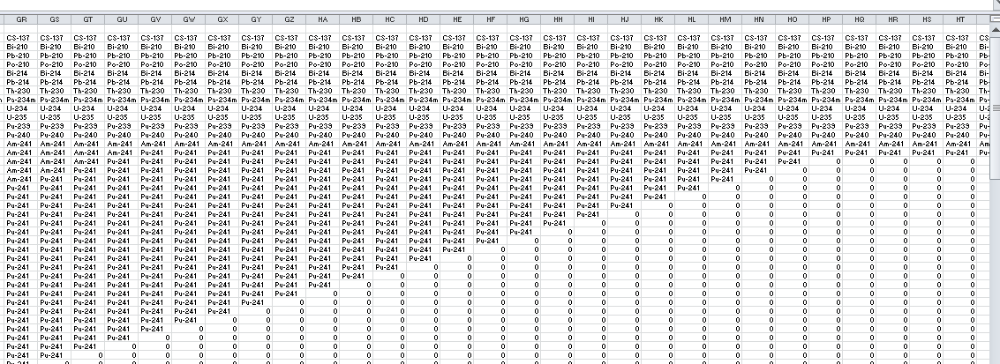 GR GS GT GU GV GW GX GY GZ HA HB HC HD HE HF HG HH HI HJ HK HL HM HN HO HP HQ HR HS HT
CS-137 CS-137 CS-137 CS-137 CS-137 CS-137 CS-137 CS-137 CS-137 CS-137 CS-137 CS-137 CS-137 CS-137 CS-137 CS-137 CS-137 CS-137 CS-137 CS-137 CS-137 CS-137 CS-137 CS-137 CS-137 CS-137 CS-137 CS-137 CS-137
Bi-210 Bi-210 Bi-210 Bi-210 Bi-210 Bi-210 Bi-210 Bi-210 Bi-210 Bi-210 Bi-210 Bi-210 Bi-210 Bi-210 Bi-210 Bi-210 Bi-210 Bi-210 Bi-210 Bi-210 Bi-210 Bi-210 Bi-210 Bi-210 Bi-210 Bi-210 Bi-210 Bi-210 Bi-210
Pb-210 Pb-210 Pb-210 Pb-210 Pb-210 Pb-210 Pb-210 Pb-210 Pb-210 Pb-210 Pb-210 Pb-210 Pb-210 Pb-210 Pb-210 Pb-210 Pb-210 Pb-210 Pb-210 Pb-210 Pb-210 Pb-210 Pb-210 Pb-210 Pb-210 Pb-210 Pb-210 Pb-210 Pb-210
Po-210 Po-210 Po-210 Po-210 Po-210 Po-210 Po-210 Po-210 Po-210 Po-210 Po-210 Po-210 Po-210 Po-210 Po-210 Po-210 Po-210 Po-210 Po-210 Po-210 Po-210 Po-210 Po-210 Po-210 Po-210 Po-210 Po-210 Po-210 Po-210
Bi-214 Bi-214 Bi-214 Bi-214 Bi-214 Bi-214 Bi-214 Bi-214 Bi-214 Bi-214 Bi-214 Bi-214 Bi-214 Bi-214 Bi-214 Bi-214 Bi-214 Bi-214 Bi-214 Bi-214 Bi-214 Bi-214 Bi-214 Bi-214 Bi-214 Bi-214 Bi-214 Bi-214 Bi-214
Pb-214 Pb-214 Pb-214 Pb-214 Pb-214 Pb-214 Pb-214 Pb-214 Pb-214 Pb-214 Pb-214 Pb-214 Pb-214 Pb-214 Pb-214 Pb-214 Pb-214 Pb-214 Pb-214 Pb-214 Pb-214 Pb-214 Pb-214 Pb-214 Pb-214 Pb-214 Pb-214 Pb-214 Pb-214
Th-230 Th-230 Th-230 Th-230 Th-230 Th-230 Th-230 Th-230 Th-230 Th-230 Th-230 Th-230 Th-230 Th-230 Th-230 Th-230 Th-230 Th-230 Th-230 Th-230 Th-230 Th-230 Th-230 Th-230 Th-230 Th-230 Th-230 Th-230 Th-230
Pa-234m Pa-234m Pa-234m Pa-234m Pa-234m Pa-234m Pa-234m Pa-234m Pa-234m Pa-234m Pa-234m Pa-234m Pa-234m Pa-234m Pa-234m Pa-234m Pa-234m Pa-234m Pa-234m Pa-234m Pa-234m Pa-234m Pa-234m Pa-234m Pa-234m Pa-234m Pa-234m Pa-234m Pa-234m
U-234 U-234 U-234 U-234 U-234 U-234 U-234 U-234 U-234 U-234 U-234 U-234 U-234 U-234 U-234 U-234 U-234 U-234 U-234 U-234 U-234 U-234 U-234 U-234 U-234 U-234 U-234 U-234 U-234
U-235 U-235 U-235 U-235 U-235 U-235 U-235 U-235 U-235 U-235 U-235 U-235 U-235 U-235 U-235 U-235 U-235 U-235 U-235 U-235 U-235 U-235 U-235 U-235 U-235 U-235 U-235 U-235 U-235
Pu-239 Pu-239 Pu-239 Pu-239 Pu-239 Pu-239 Pu-239 Pu-239 Pu-239 Pu-239 Pu-239 Pu-239 Pu-239 Pu-239 Pu-239 Pu-239 Pu-239 Pu-239 Pu-239 Pu-239 Pu-239 Pu-239 Pu-239 Pu-239 Pu-239 Pu-239 Pu-239 Pu-239 Pu-239
Pu-240 Pu-240 Pu-240 Pu-240 Pu-240 Pu-240 Pu-240 Pu-240 Pu-240 Pu-240 Pu-240 Pu-240 Pu-240 Pu-240 Pu-240 Pu-240 Pu-240 Pu-240 Pu-240 Pu-240 Pu-240 Pu-240 Pu-240 Pu-240 Pu-240 Pu-240 Pu-240 Pu-240 Pu-240
Am-241 Am-241 Am-241 Am-241 Am-241 Am-241 Am-241 Am-241 Am-241 Am-241 Am-241 Am-241 Am-241 Am-241 Am-241 Am-241 Am-241 Am-241 Am-241 Am-241 Am-241 Am-241 Am-241 Am-241 Am-241 Am-241 Am-241 Am-241 Am-241
Am-241 Am-241 Am-241 Am-241 Pu-241 Pu-241 Pu-241 Pu-241 Pu-241 Pu-241 Pu-241 Pu-241 Pu-241 Pu-241 Pu-241 Pu-241 Pu-241 Pu-241 Pu-241 Pu-241 Pu-241 Pu-241 Pu-241 Pu-241 Pu-241 Pu-241 Pu-241 Pu-241 Pu-241
Am-241 Am-241 Am-241 Pu-241 Pu-241 Pu-241 Pu-241 Pu-241 Pu-241 Pu-241 Pu-241 Pu-241 Pu-241 Pu-241 Pu-241 Pu-241 Pu-241 Pu-241 Pu-241 Pu-241 Pu-241 Pu-241 Pu-241 Pu-241 0 0 0 0 0
Am-241 Am-241 Pu-241 Pu-241 Pu-241 Pu-241 Pu-241 Pu-241 Pu-241 Pu-241 Pu-241 Pu-241 Pu-241 Pu-241 Pu-241 Pu-241 Pu-241 Pu-241 Pu-241 Pu-241 Pu-241 Pu-241 Pu-241 0 0 0 0 0 0
Am-241 Pu-241 Pu-241 Pu-241 Pu-241 Pu-241 Pu-241 Pu-241 Pu-241 Pu-241 Pu-241 Pu-241 Pu-241 Pu-241 Pu-241 Pu-241 Pu-241 Pu-241 Pu-241 Pu-241 Pu-241 Pu-241 0 0 0 0 0 0 0
Pu-241 Pu-241 Pu-241 Pu-241 Pu-241 Pu-241 Pu-241 Pu-241 Pu-241 Pu-241 Pu-241 Pu-241 Pu-241 Pu-241 Pu-241 Pu-241 Pu-241 Pu-241 Pu-241 Pu-241 Pu-241 0 0 0 0 0 0 0 0
Pu-241 Pu-241 Pu-241 Pu-241 Pu-241 Pu-241 Pu-241 Pu-241 Pu-241 Pu-241 Pu-241 Pu-241 Pu-241 Pu-241 Pu-241 Pu-241 Pu-241 Pu-241 Pu-241 Pu-241 0 0 0 0 0 0 0 0 0
Pu-241 Pu-241 Pu-241 Pu-241 Pu-241 Pu-241 Pu-241 Pu-241 Pu-241 Pu-241 Pu-241 Pu-241 Pu-241 Pu-241 Pu-241 Pu-241 Pu-241 Pu-241 Pu-241 0 0 0 0 0 0 0 0 0 0
Pu-241 Pu-241 Pu-241 Pu-241 Pu-241 Pu-241 Pu-241 Pu-241 Pu-241 Pu-241 Pu-241 Pu-241 Pu-241 Pu-241 Pu-241 Pu-241 Pu-241 Pu-241 0 0 0 0 0 0 0 0 0 0 0
Pu-241 Pu-241 Pu-241 Pu-241 Pu-241 Pu-241 Pu-241 Pu-241 Pu-241 Pu-241 Pu-241 Pu-241 Pu-241 Pu-241 Pu-241 Pu-241 Pu-241 0 0 0 0 0 0 0 0 0 0 0 0
Pu-241 Pu-241 Pu-241 Pu-241 Pu-241 Pu-241 Pu-241 Pu-241 Pu-241 Pu-241 Pu-241 Pu-241 Pu-241 Pu-241 Pu-241 Pu-241 0 0 0 0 0 0 0 0 0 0 0 0 0
Pu-241 Pu-241 Pu-241 Pu-241 Pu-241 Pu-241 Pu-241 Pu-241 Pu-241 Pu-241 Pu-241 Pu-241 Pu-241 Pu-241 Pu-241 0 0 0 0 0 0 0 0 0 0 0 0 0 0
Pu-241 Pu-241 Pu-241 Pu-241 Pu-241 Pu-241 Pu-241 Pu-241 Pu-241 Pu-241 Pu-241 Pu-241 Pu-241 Pu-241 0 0 0 0 0 0 0 0 0 0 0 0 0 0 0
Pu-241 Pu-241 Pu-241 Pu-241 Pu-241 Pu-241 Pu-241 Pu-241 Pu-241 Pu-241 Pu-241 Pu-241 Pu-241 0 0 0 0 0 0 0 0 0 0 0 0 0 0 0 0
Pu-241 Pu-241 Pu-241 Pu-241 Pu-241 Pu-241 Pu-241 Pu-241 Pu-241 Pu-241 Pu-241 Pu-241 0 0 0 0 0 0 0 0 0 0 0 0 0 0 0 0 0
Pu-241 Pu-241 Pu-241 Pu-241 Pu-241 Pu-241 Pu-241 Pu-241 Pu-241 Pu-241 Pu-241 0 0 0 0 0 0 0 0 0 0 0 0 0 0 0 0 0 0
Pu-241 Pu-241 Pu-241 Pu-241 Pu-241 Pu-241 Pu-241 Pu-241 Pu-241 Pu-241 0 0 0 0 0 0 0 0 0 0 0 0 0 0 0 0 0 0 0
Pu-241 Pu-241 Pu-241 Pu-241 Pu-241 Pu-241 Pu-241 Pu-241 Pu-241 0 0 0 0 0 0 0 0 0 0 0 0 0 0 0 0 0 0 0 0
Pu-241 Pu-241 Pu-241 Pu-241 Pu-241 Pu-241 Pu-241 Pu-241 0 0 0 0 0 0 0 0 0 0 0 0 0 0 0 0 0 0 0 0 0
Pu-241 Pu-241 Pu-241 Pu-241 Pu-241 Pu-241 Pu-241 0 0 0 0 0 0 0 0 0 0 0 0 0 0 0 0 0 0 0 0 0 0
Pu-241 Pu-241 Pu-241 Pu-241 Pu-241 Pu-241 0 0 0 0 0 0 0 0 0 0 0 0 0 0 0 0 0 0 0 0 0 0 0
Pu-241 Pu-241 Pu-241 Pu-241 Pu-241 0 0 0 0 0 0 0 0 0 0 0 0 0 0 0 0 0 0 0 0 0 0 0 0
Pu-241 Pu-241 Pu-241 Pu-241 0 0 0 0 0 0 0 0 0 0 0 0 0 0 0 0 0 0 0 0 0 0 0 0 0
Pu-241 Pu-241 Pu-241 0 0 0 0 0 0 0 0 0 0 0 0 0 0 0 0 0 0 0 0 0 0 0 0 0 0
Pu-241 Pu-241 0 0 0 0 0 0 0 0 0 0 0 0 0 0 0 0 0 0 0 0 0 0 0 0 0 0 0